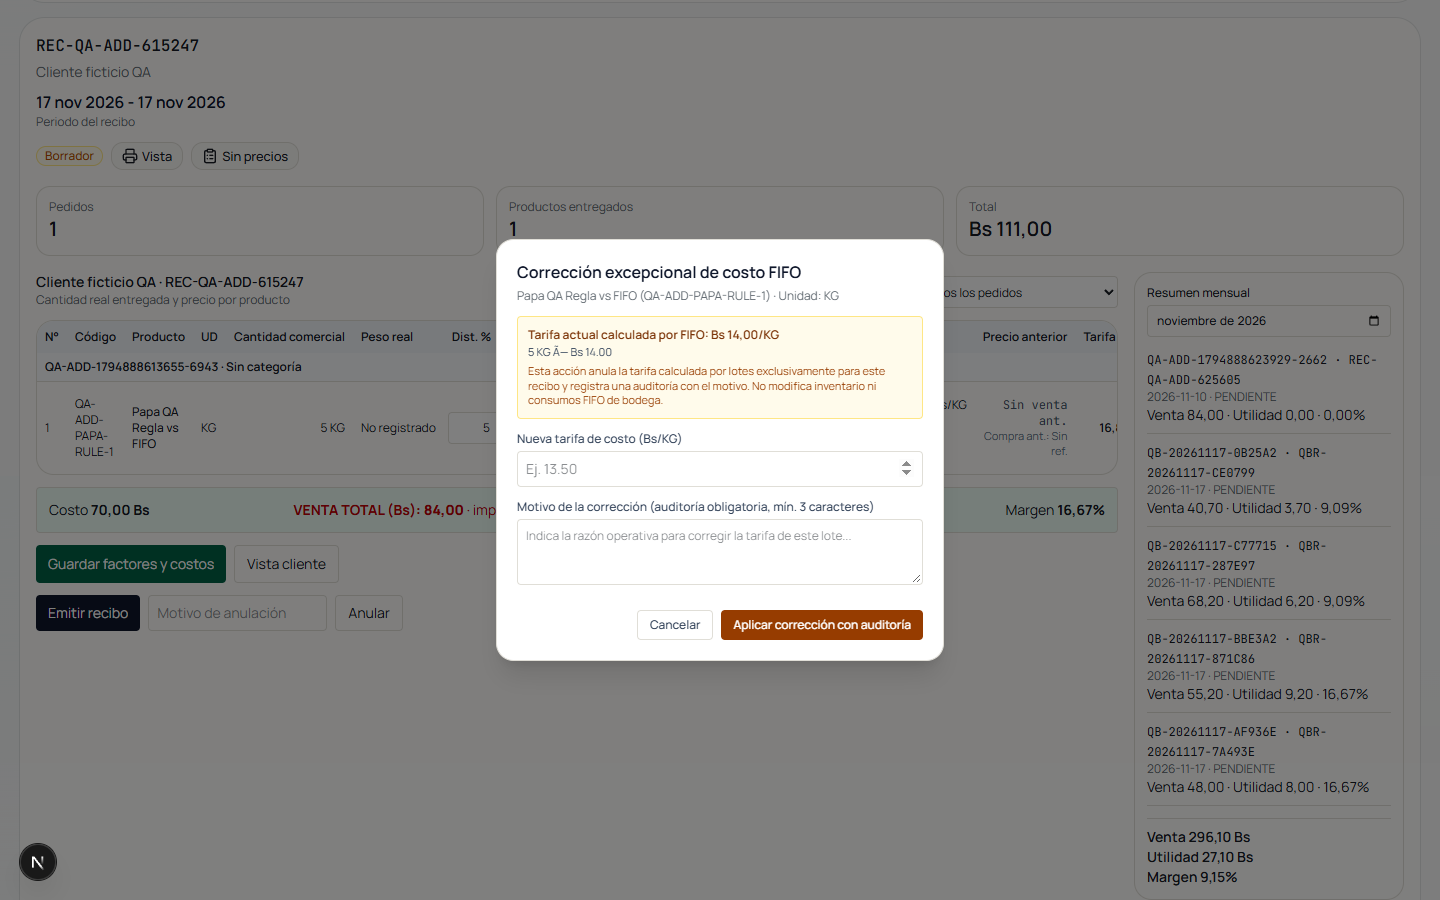 REC-QA-ADD-615247
Cliente ficticio QA
17 nov 2026 - 17 nov 2026
Periodo del recibo
Borrador
Vista
Sin precios
Pedidos
1
Productos entregados
1
Total
Bs 111,00
Cliente ficticio QA · REC-QA-ADD-615247
Cantidad real entregada y precio por producto
os los pedidos
Nº Código Producto UD Cantidad comercial Peso real Dist. % Precio anterior Tarifa
QA-ADD-1794888613655-6943 · Sin categoría
1
QA-
ADD-
PAPA-
RULE-1
Papa QA
Regla vs
FIFO
KG
5 KG
No registrado
5
s/KG
Sin venta
ant.
Compra ant.: Sin
ref.
16,
Costo 70,00 Bs
VENTA TOTAL (Bs): 84,00 · imp
Margen 16,67%
Guardar factores y costos
Vista cliente
Emitir recibo
Motivo de anulación
Anular
Corrección excepcional de costo FIFO
Papa QA Regla vs FIFO (QA-ADD-PAPA-RULE-1) · Unidad: KG
Tarifa actual calculada por FIFO: Bs 14,00/KG
5 KG Ã— Bs 14.00
Esta acción anula la tarifa calculada por lotes exclusivamente para este
recibo y registra una auditoría con el motivo. No modifica inventario ni
consumos FIFO de bodega.
Nueva tarifa de costo (Bs/KG)
Ej. 13.50
Motivo de la corrección (auditoría obligatoria, mín. 3 caracteres)
Indica la razón operativa para corregir la tarifa de este lote...
Cancelar
Aplicar corrección con auditoría
Resumen mensual
noviembre de 2026
QA-ADD-1794888623929-2662 · REC-
QA-ADD-625605
2026-11-10 · PENDIENTE
Venta 84,00 · Utilidad 0,00 · 0,00%
QB-20261117-0B25A2 · QBR-
20261117-CE0799
2026-11-17 · PENDIENTE
Venta 40,70 · Utilidad 3,70 · 9,09%
QB-20261117-C77715 · QBR-
20261117-287E97
2026-11-17 · PENDIENTE
Venta 68,20 · Utilidad 6,20 · 9,09%
QB-20261117-BBE3A2 · QBR-
20261117-871C86
2026-11-17 · PENDIENTE
Venta 55,20 · Utilidad 9,20 · 16,67%
QB-20261117-AF936E · QBR-
20261117-7A493E
2026-11-17 · PENDIENTE
Venta 48,00 · Utilidad 8,00 · 16,67%
Venta 296,10 Bs
Utilidad 27,10 Bs
Margen 9,15%
N